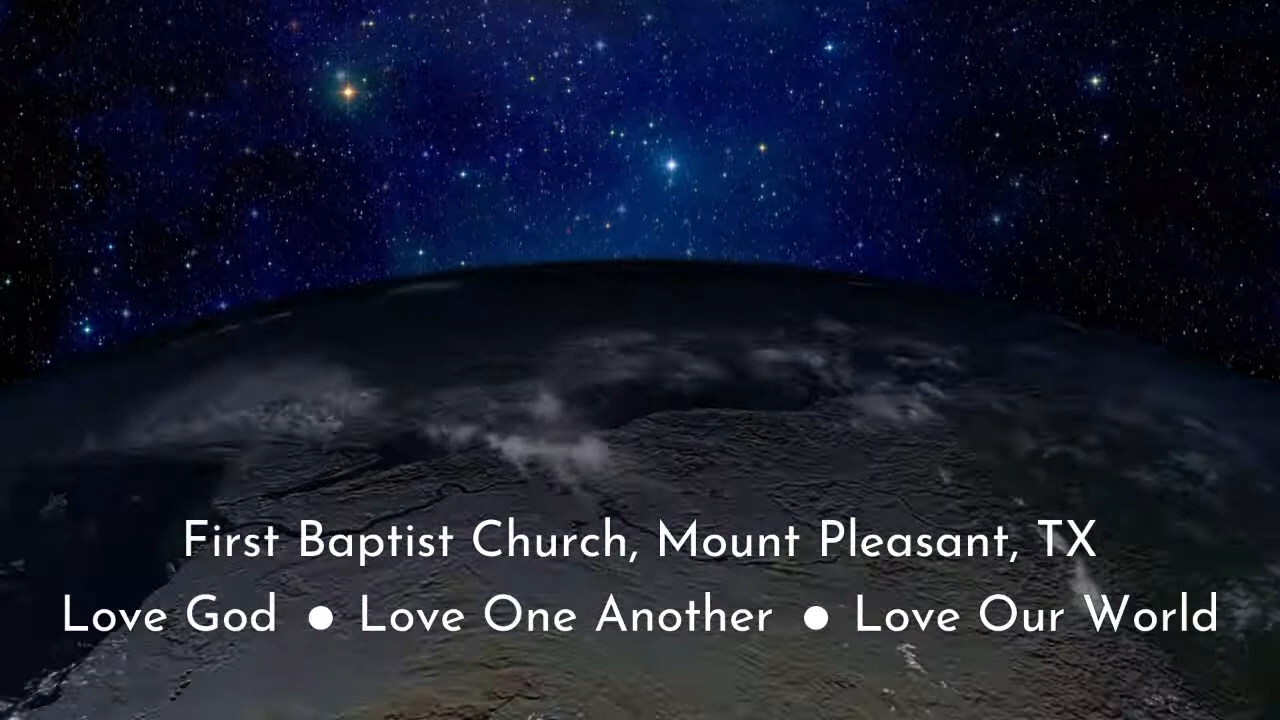 First Baptist Church, Mount Pleasant, TX
Love God ● Love One Another ● Love Our World